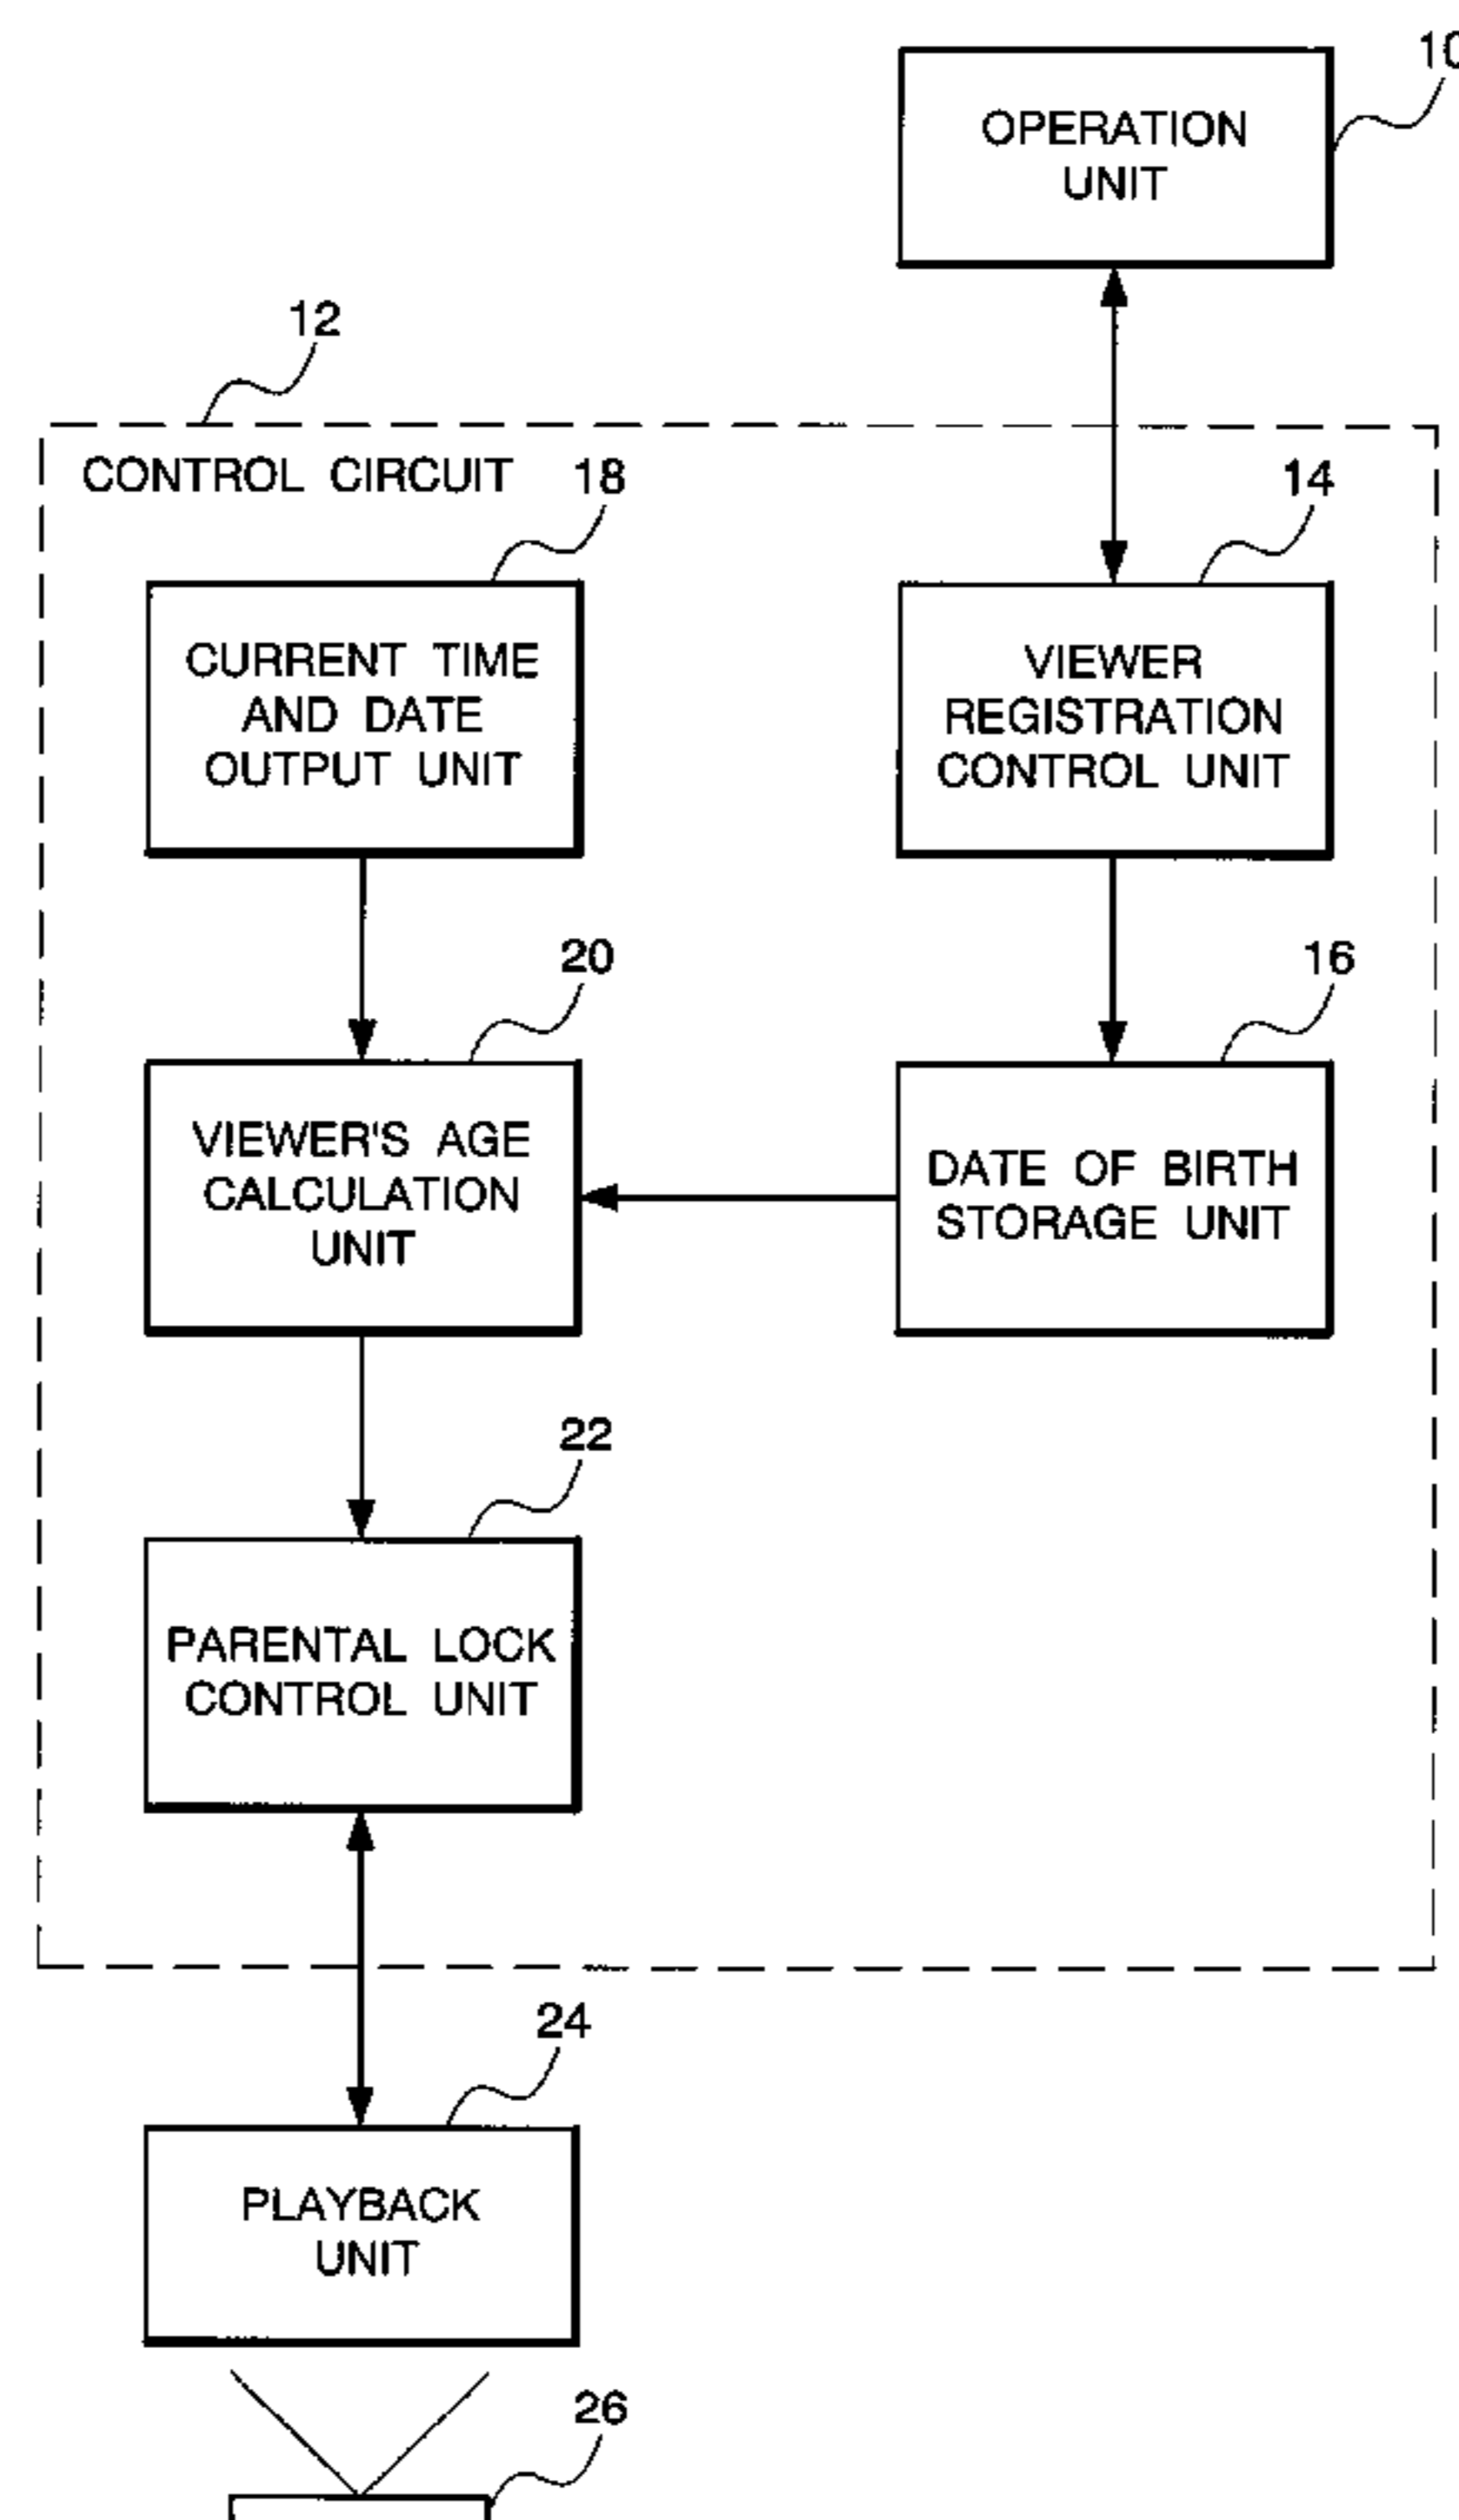 10
OPERATION
UNIT
12
CONTROL CIRCUIT
18
14
CURRENT TIME
AND DATE
OUTPUT UNIT
VIEWER
REGISTRATION
CONTROL UNIT
20
16
VIEWER'S AGE
CALCULATION
UNIT
DATE OF BIRTH
STORAGE UNIT
22
PARENTAL LOCK
CONTROL UNIT
24
PLAYBACK
UNIT
26